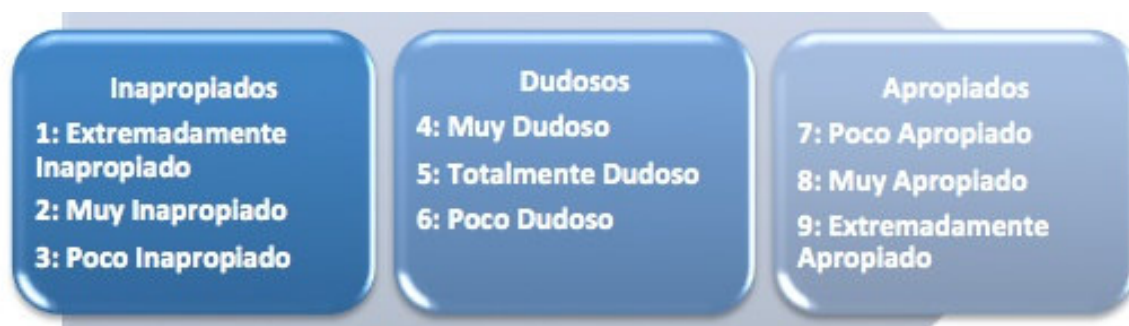 Inapropiados
1: Extremadamente
Inapropiado
2: Muy Inapropiado
3: Poco Inapropiado
Dudosos
4: Muy Dudoso
5: Totalmente Dudoso
6: Poco Dudoso
Apropiados
7: Poco Apropiado
8: Muy Apropiado
9: Extremadamente
Apropiado